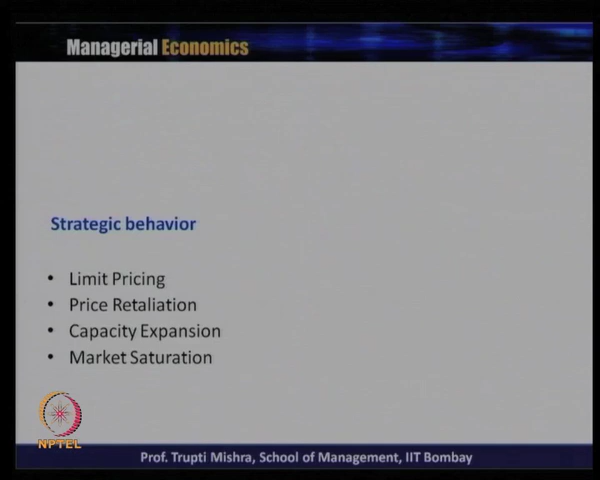 Managerial Economics
Strategic behavior
• Limit Pricing
• Price Retaliation
• Capacity Expansion
• Market Saturation
NPTEL
Prof. Trupti Mishra, School of Management, IIT Bombay